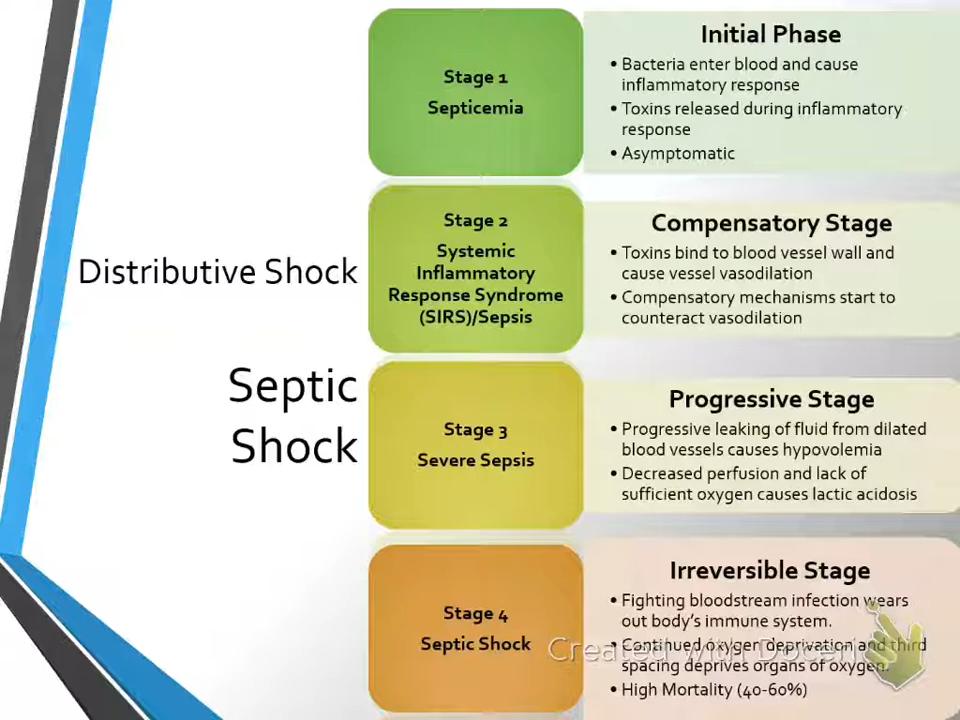 Distributive Shock
Septic
Shock
Stage 1
Septicemia
Initial Phase
• Bacteria enter blood and cause
inflammatory response
• Toxins released during inflammatory
response
• Asymptomatic
Stage 2
Systemic
Inflammatory
Response Syndrome
(SIRS)/Sepsis
Compensatory Stage
• Toxins bind to blood vessel wall and
cause vessel vasodilation
• Compensatory mechanisms start to
counteract vasodilation
Stage 3
Severe Sepsis
Progressive Stage
• Progressive leaking of fluid from dilated
blood vessels causes hypovolemia
• Decreased perfusion and lack of
sufficient oxygen causes lactic acidosis
Stage 4
Septic Shock
Irreversible Stage
• Fighting bloodstream infection wears
out body's immune system.
• Continued oxygen deprivation and third
spacing deprives organs of oxygen.
• High Mortality (40-60%)
Created with